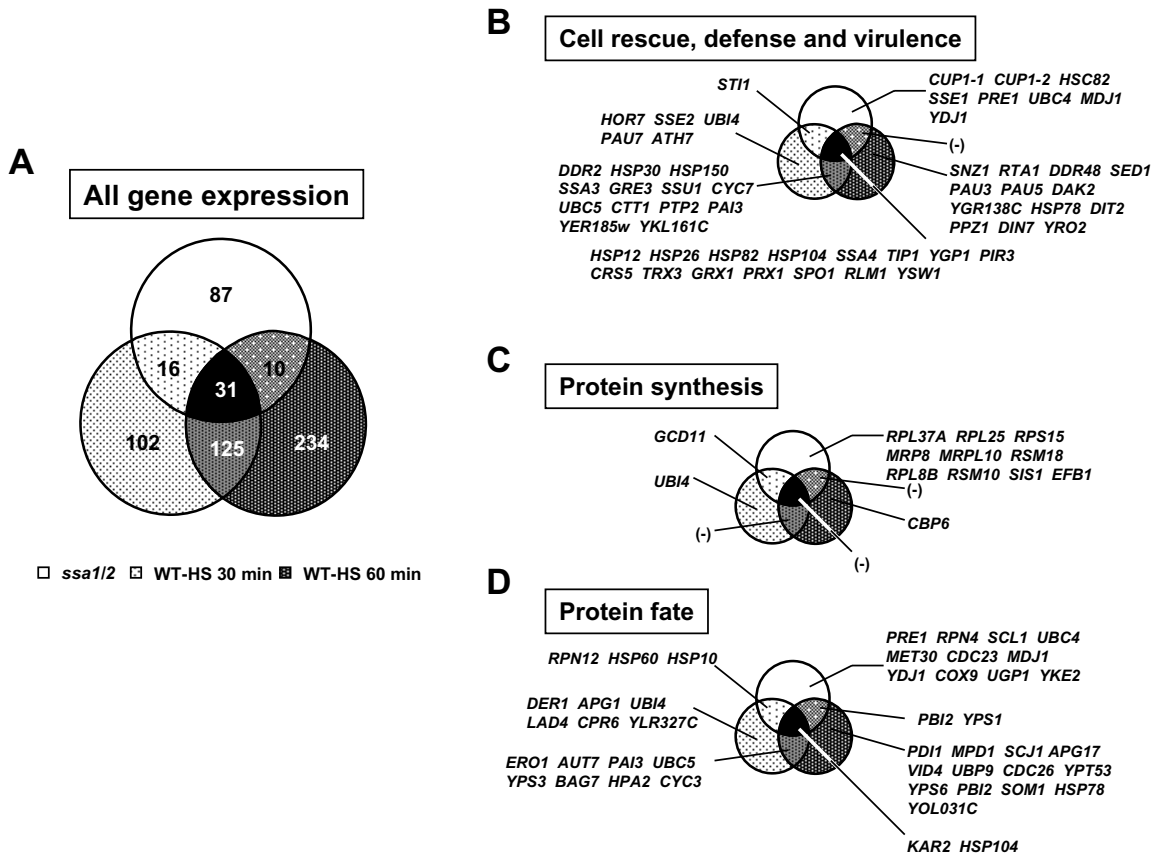 A
All gene expression
87
16
10
31
102
125
234
ssa1/2 WT-HS 30 min WT-HS 60 min
B
Cell rescue, defense and virulence
STI1
CUP1-1 CUP1-2 HSC82
SSE1 PRE1 UBC4 MDJ1
YDJ1
HOR7 SSE2 UBI4
PAU7 ATH7
(-)
DDR2 HSP30 HSP150
SSA3 GRE3 SSU1 CYC7
UBC5 CTT1 PTP2 PAI3
YER185w YKL161C
SNZ1 RTA1 DDR48 SED1
PAU3 PAU5 DAK2
YGR138C HSP78 DIT2
PPZ1 DIN7 YRO2
HSP12 HSP26 HSP82 HSP104 SSA4 TIP1 YGP1 PIR3
CRS5 TRX3 GRX1 PRX1 SPO1 RLM1 YSW1
C
Protein synthesis
GCD11
RPL37A RPL25 RPS15
MRP8 MRPL10 RSM18
RPL8B RSM10 SIS1 EFB1
UBI4
(-)
CBP6
(-)
(-)
D
Protein fate
RPN12 HSP60 HSP10
PRE1 RPN4 SCL1 UBC4
MET30 CDC23 MDJ1
YDJ1 COX9 UGP1 YKE2
DER1 APG1 UBI4
LAD4 CPR6 YLR327C
PBI2 YPS1
ERO1 AUT7 PAI3 UBC5
YPS3 BAG7 HPA2 CYC3
PDI1 MPD1 SCJ1 APG17
VID4 UBP9 CDC26 YPT53
YPS6 PBI2 SOM1 HSP78
YOL031C
KAR2 HSP104